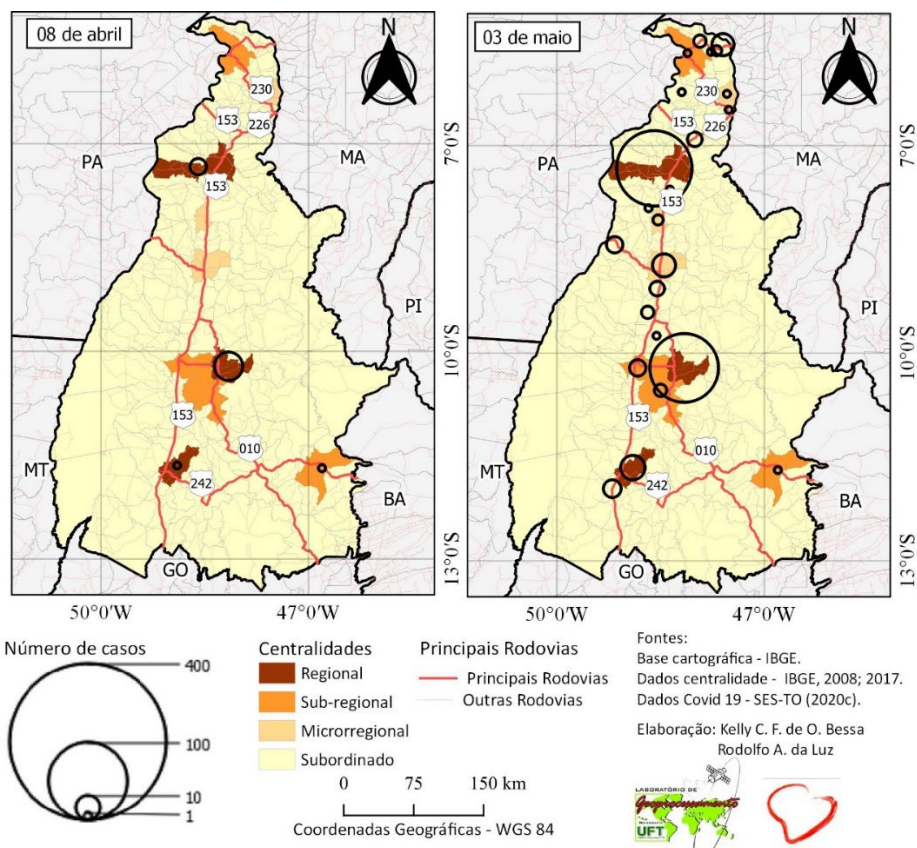 08 de abril
N
230
153
226
7°0'S
PA
MA
153
PI
10°0'S
153
010
MT
242
BA
GO
13°0'S
50°0'W
47°0'W
03 de maio
N
230
153
226
7°0'S
PA
MA
153
PI
10°0'S
153
010
MT
242
BA
GO
13°0'S
50°0'W
47°0'W
Número de casos
400
100
10
1
Centralidades
Regional
Sub-regional
Microrregional
Subordinado
Principais Rodovias
Principais Rodovias
Outras Rodovias
0 75 150 km
Coordenadas Geográficas - WGS 84
Fontes:
Base cartográfica - IBGE.
Dados centralidade - IBGE, 2008; 2017.
Dados Covid 19 - SES-TO (2020c).
Elaboração: Kelly C. F. de O. Bessa
Rodolfo A. da Luz
LABORATÓRIO DE
Geoprocessamento
UFT